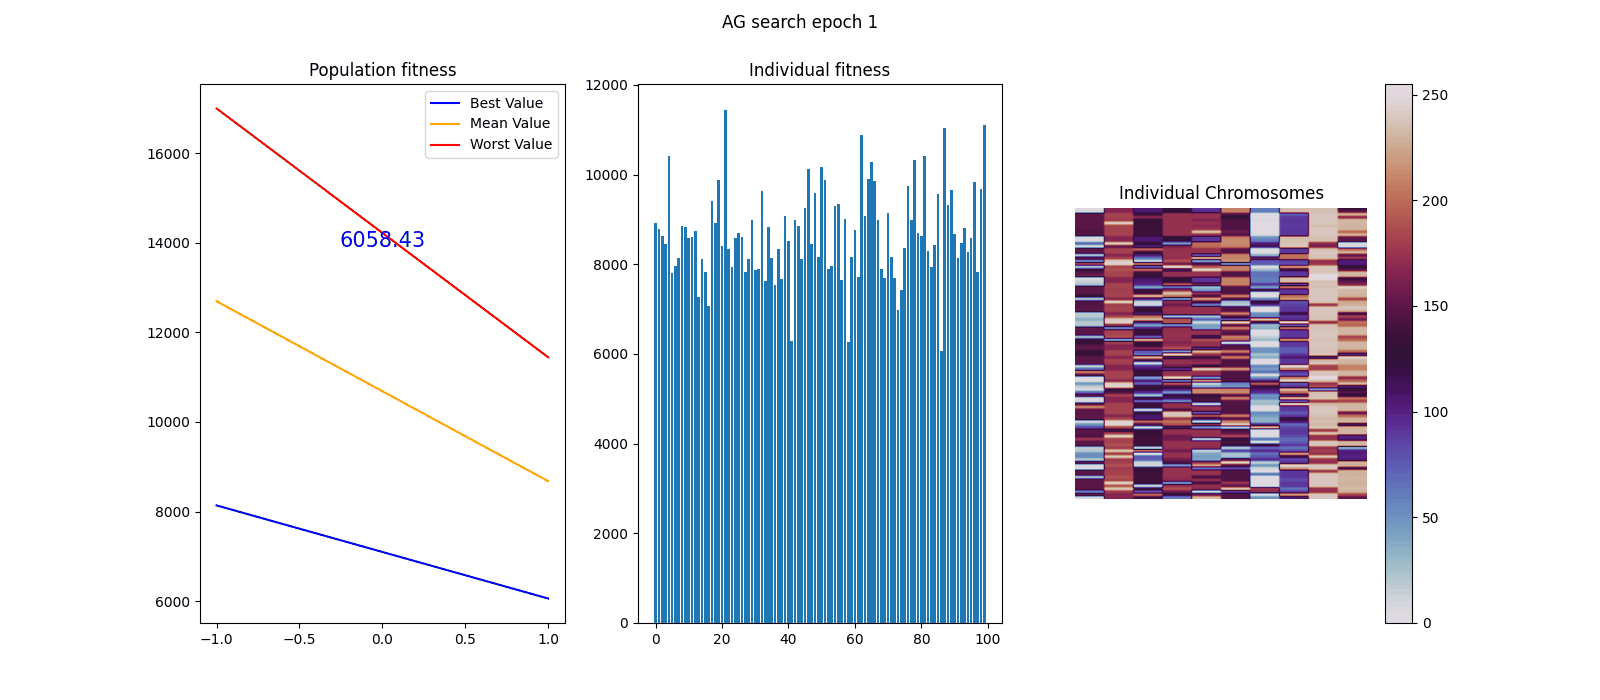 AG search epoch 1
Population fitness
Best Value
Mean Value
Worst Value
6058.43
16000
14000
12000
10000
8000
6000
−1.0 −0.5 0.0 0.5 1.0
Individual fitness
12000
10000
8000
6000
4000
2000
0
0 20 40 60 80 100
Individual Chromosomes
250
200
150
100
50
0